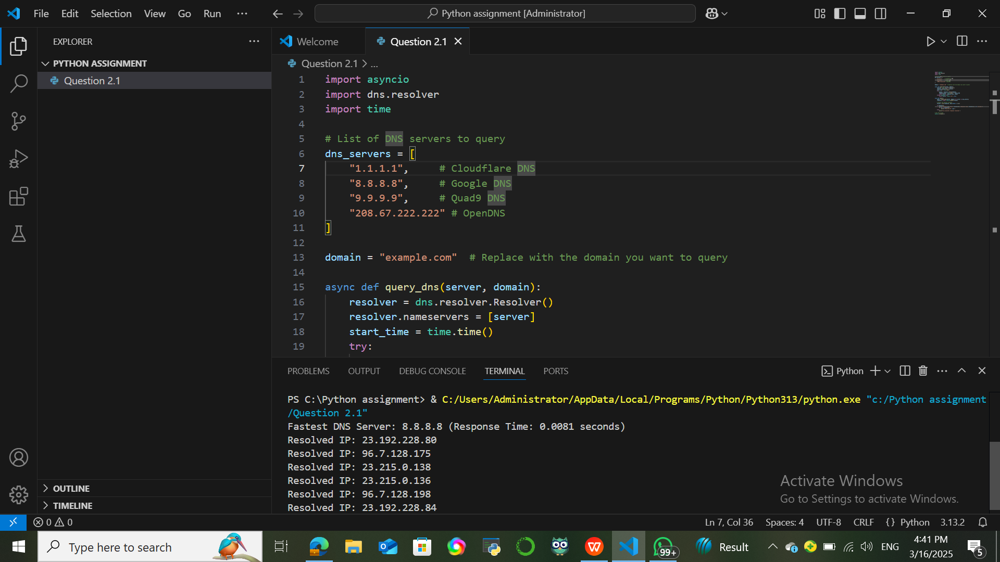 File Edit Selection View Go Run ···
Python assignment [Administrator]
EXPLORER
PYTHON ASSIGNMENT
Question 2.1
OUTLINE
TIMELINE
Welcome
Question 2.1
Question 2.1 > ...
1 import asyncio
2 import dns.resolver
3 import time
4
5 # List of DNS servers to query
6 dns_servers = [
7 "1.1.1.1", # Cloudflare DNS
8 "8.8.8.8", # Google DNS
9 "9.9.9.9", # Quad9 DNS
10 "208.67.222.222" # OpenDNS
11 ]
12
13 domain = "example.com" # Replace with the domain you want to query
14
15 async def query_dns(server, domain):
16 resolver = dns.resolver.Resolver()
17 resolver.nameservers = [server]
18 start_time = time.time()
19 try:
PROBLEMS OUTPUT DEBUG CONSOLE TERMINAL PORTS
Python
PS C:\Python assignment> & C:/Users/Administrator/AppData/Local/Programs/Python/Python313/python.exe "c:/Python assignment
/Question 2.1"
Fastest DNS Server: 8.8.8.8 (Response Time: 0.0081 seconds)
Resolved IP: 23.192.228.80
Resolved IP: 96.7.128.175
Resolved IP: 23.215.0.138
Resolved IP: 23.215.0.136
Resolved IP: 96.7.128.198
Resolved IP: 23.192.228.84
Activate Windows
Go to Settings to activate Windows.
0 0
Ln 7, Col 36 Spaces: 4 UTF-8 CRLF {} Python 3.13.2
Type here to search
99+
Result
ENG
4:41 PM
3/16/2025
5